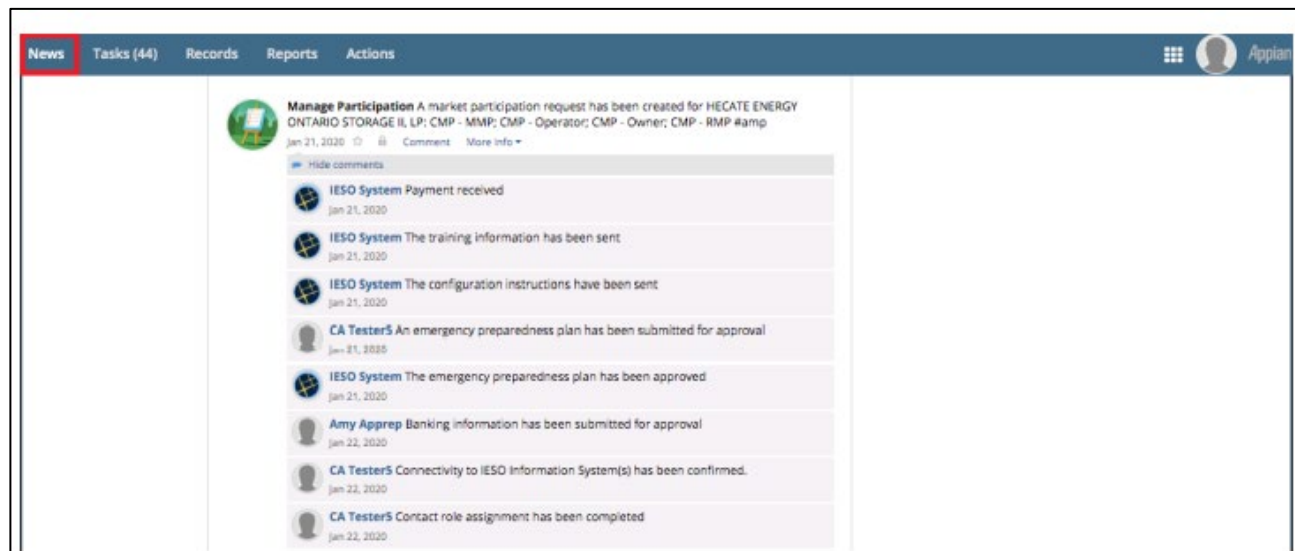 News Tasks (44) Records Reports Actions Appian
Manage Participation A market participation request has been created for HECATE ENERGY
ONTARIO STORAGE II, LP: CMP - MMP; CMP - Operator; CMP - Owner; CMP - RMP #amp
Jan 21, 2020 Comment More Info
Hide comments
IESO System Payment received
Jan 21, 2020
IESO System The training information has been sent
Jan 21, 2020
IESO System The configuration instructions have been sent
Jan 21, 2020
CA Tester5 An emergency preparedness plan has been submitted for approval
Jan 21, 2020
IESO System The emergency preparedness plan has been approved
Jan 21, 2020
Amy Apprep Banking information has been submitted for approval
Jan 22, 2020
CA Tester5 Connectivity to IESO Information System(s) has been confirmed.
Jan 22, 2020
CA Tester5 Contact role assignment has been completed
Jan 22, 2020